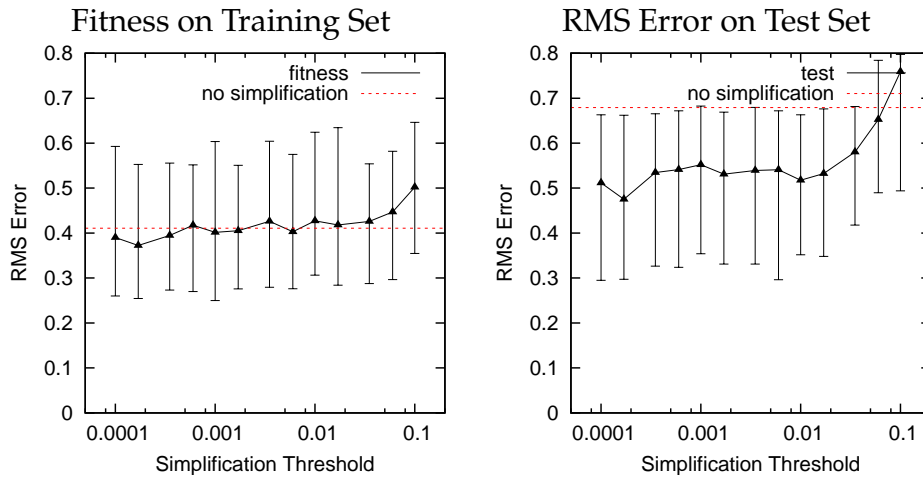 Fitness on Training Set
0.8
0.7
0.6
0.5
0.4
0.3
0.2
0.1
0
RMS Error
fitness
no simplification
0.0001
0.001
0.01
0.1
Simplification Threshold
RMS Error on Test Set
0.8
0.7
0.6
0.5
0.4
0.3
0.2
0.1
0
RMS Error
test
no simplification
0.0001
0.001
0.01
0.1
Simplification Threshold